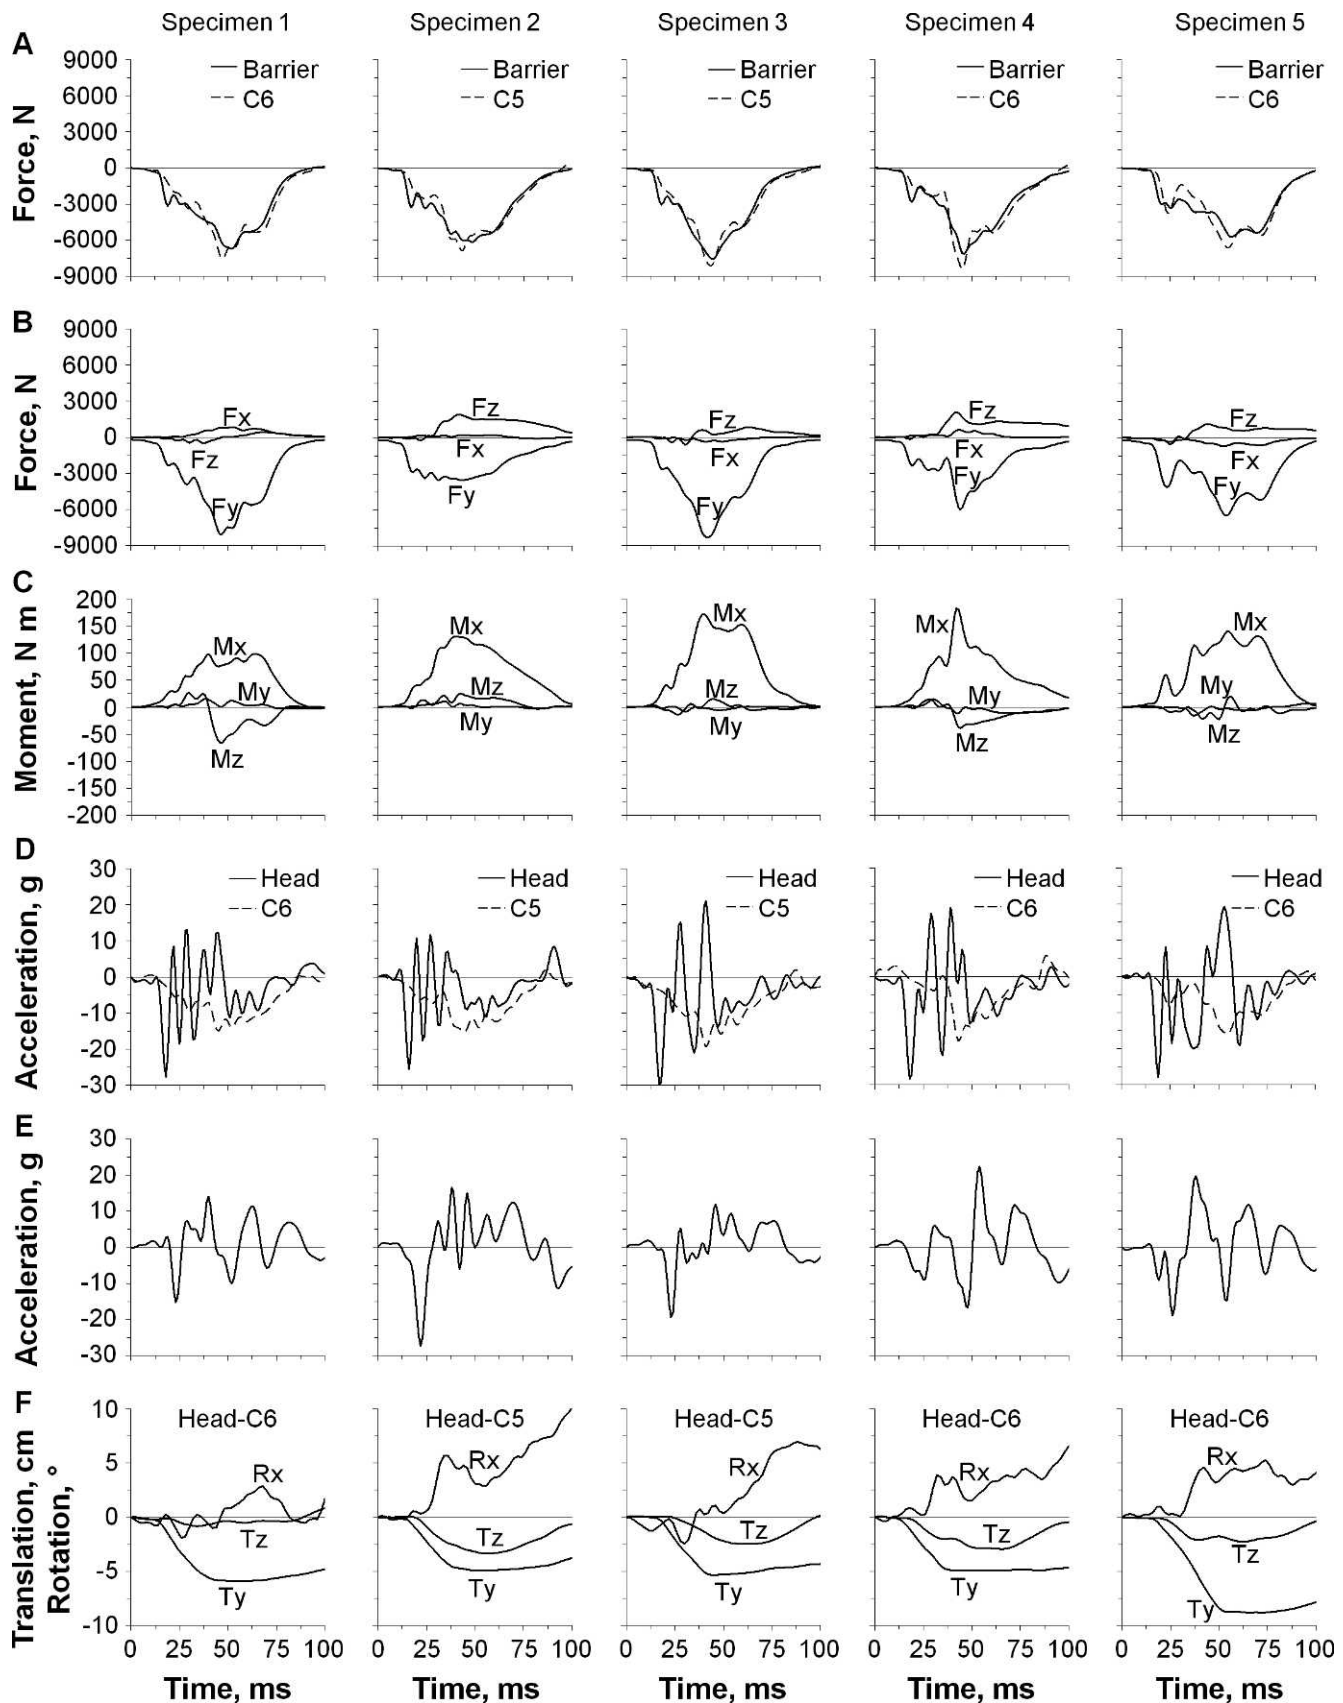 Specimen 1 Specimen 2 Specimen 3 Specimen 4 Specimen 5
A
Force, N
9000
6000
3000
0
-3000
-6000
-9000
Barrier
C6
Barrier
C5
Barrier
C5
Barrier
C6
Barrier
C6
B
Force, N
9000
6000
3000
0
-3000
-6000
-9000
Fx
Fz
Fy
Fz
Fx
Fy
Fz
Fx
Fy
Fz
Fx
Fy
Fz
Fx
Fy
C
Moment, N m
200
150
100
50
0
-50
-100
-150
-200
Mx
My
Mz
Mx
Mz
My
Mx
Mz
My
Mx
My
Mz
Mx
My
Mz
D
Acceleration, g
30
20
10
0
-10
-20
-30
Head
C6
Head
C5
Head
C5
Head
C6
Head
C6
E
Acceleration, g
30
20
10
0
-10
-20
-30
F
Translation, cm
Rotation, °
10
5
0
-5
-10
Head-C6
Rx
Tz
Ty
Head-C5
Rx
Tz
Ty
Head-C5
Rx
Tz
Ty
Head-C6
Rx
Tz
Ty
Head-C6
Rx
Tz
Ty
0 25 50 75 100 0 25 50 75 100 0 25 50 75 100 0 25 50 75 100 0 25 50 75 100
Time, ms Time, ms Time, ms Time, ms Time, ms